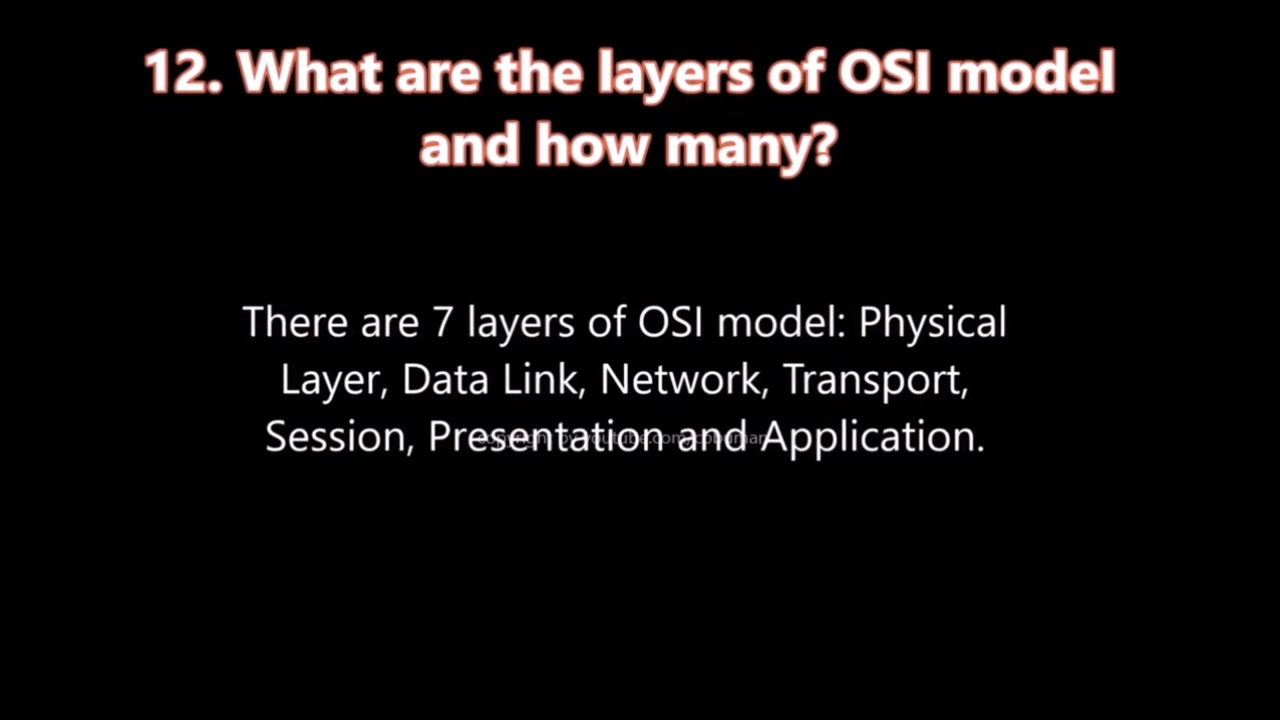 12. What are the layers of OSI model
and how many?
There are 7 layers of OSI model: Physical
Layer, Data Link, Network, Transport,
Session, Presentation and Application.